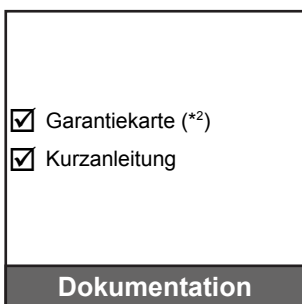 ☑ Garantiekarte (*²)
☑ Kurzanleitung
Dokumentation